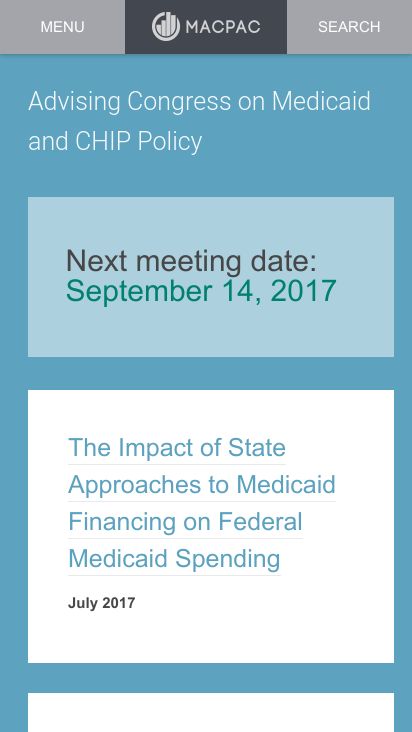 MENU
MACPAC
SEARCH
Advising Congress on Medicaid
and CHIP Policy
Next meeting date:
September 14, 2017
The Impact of State
Approaches to Medicaid
Financing on Federal
Medicaid Spending
July 2017